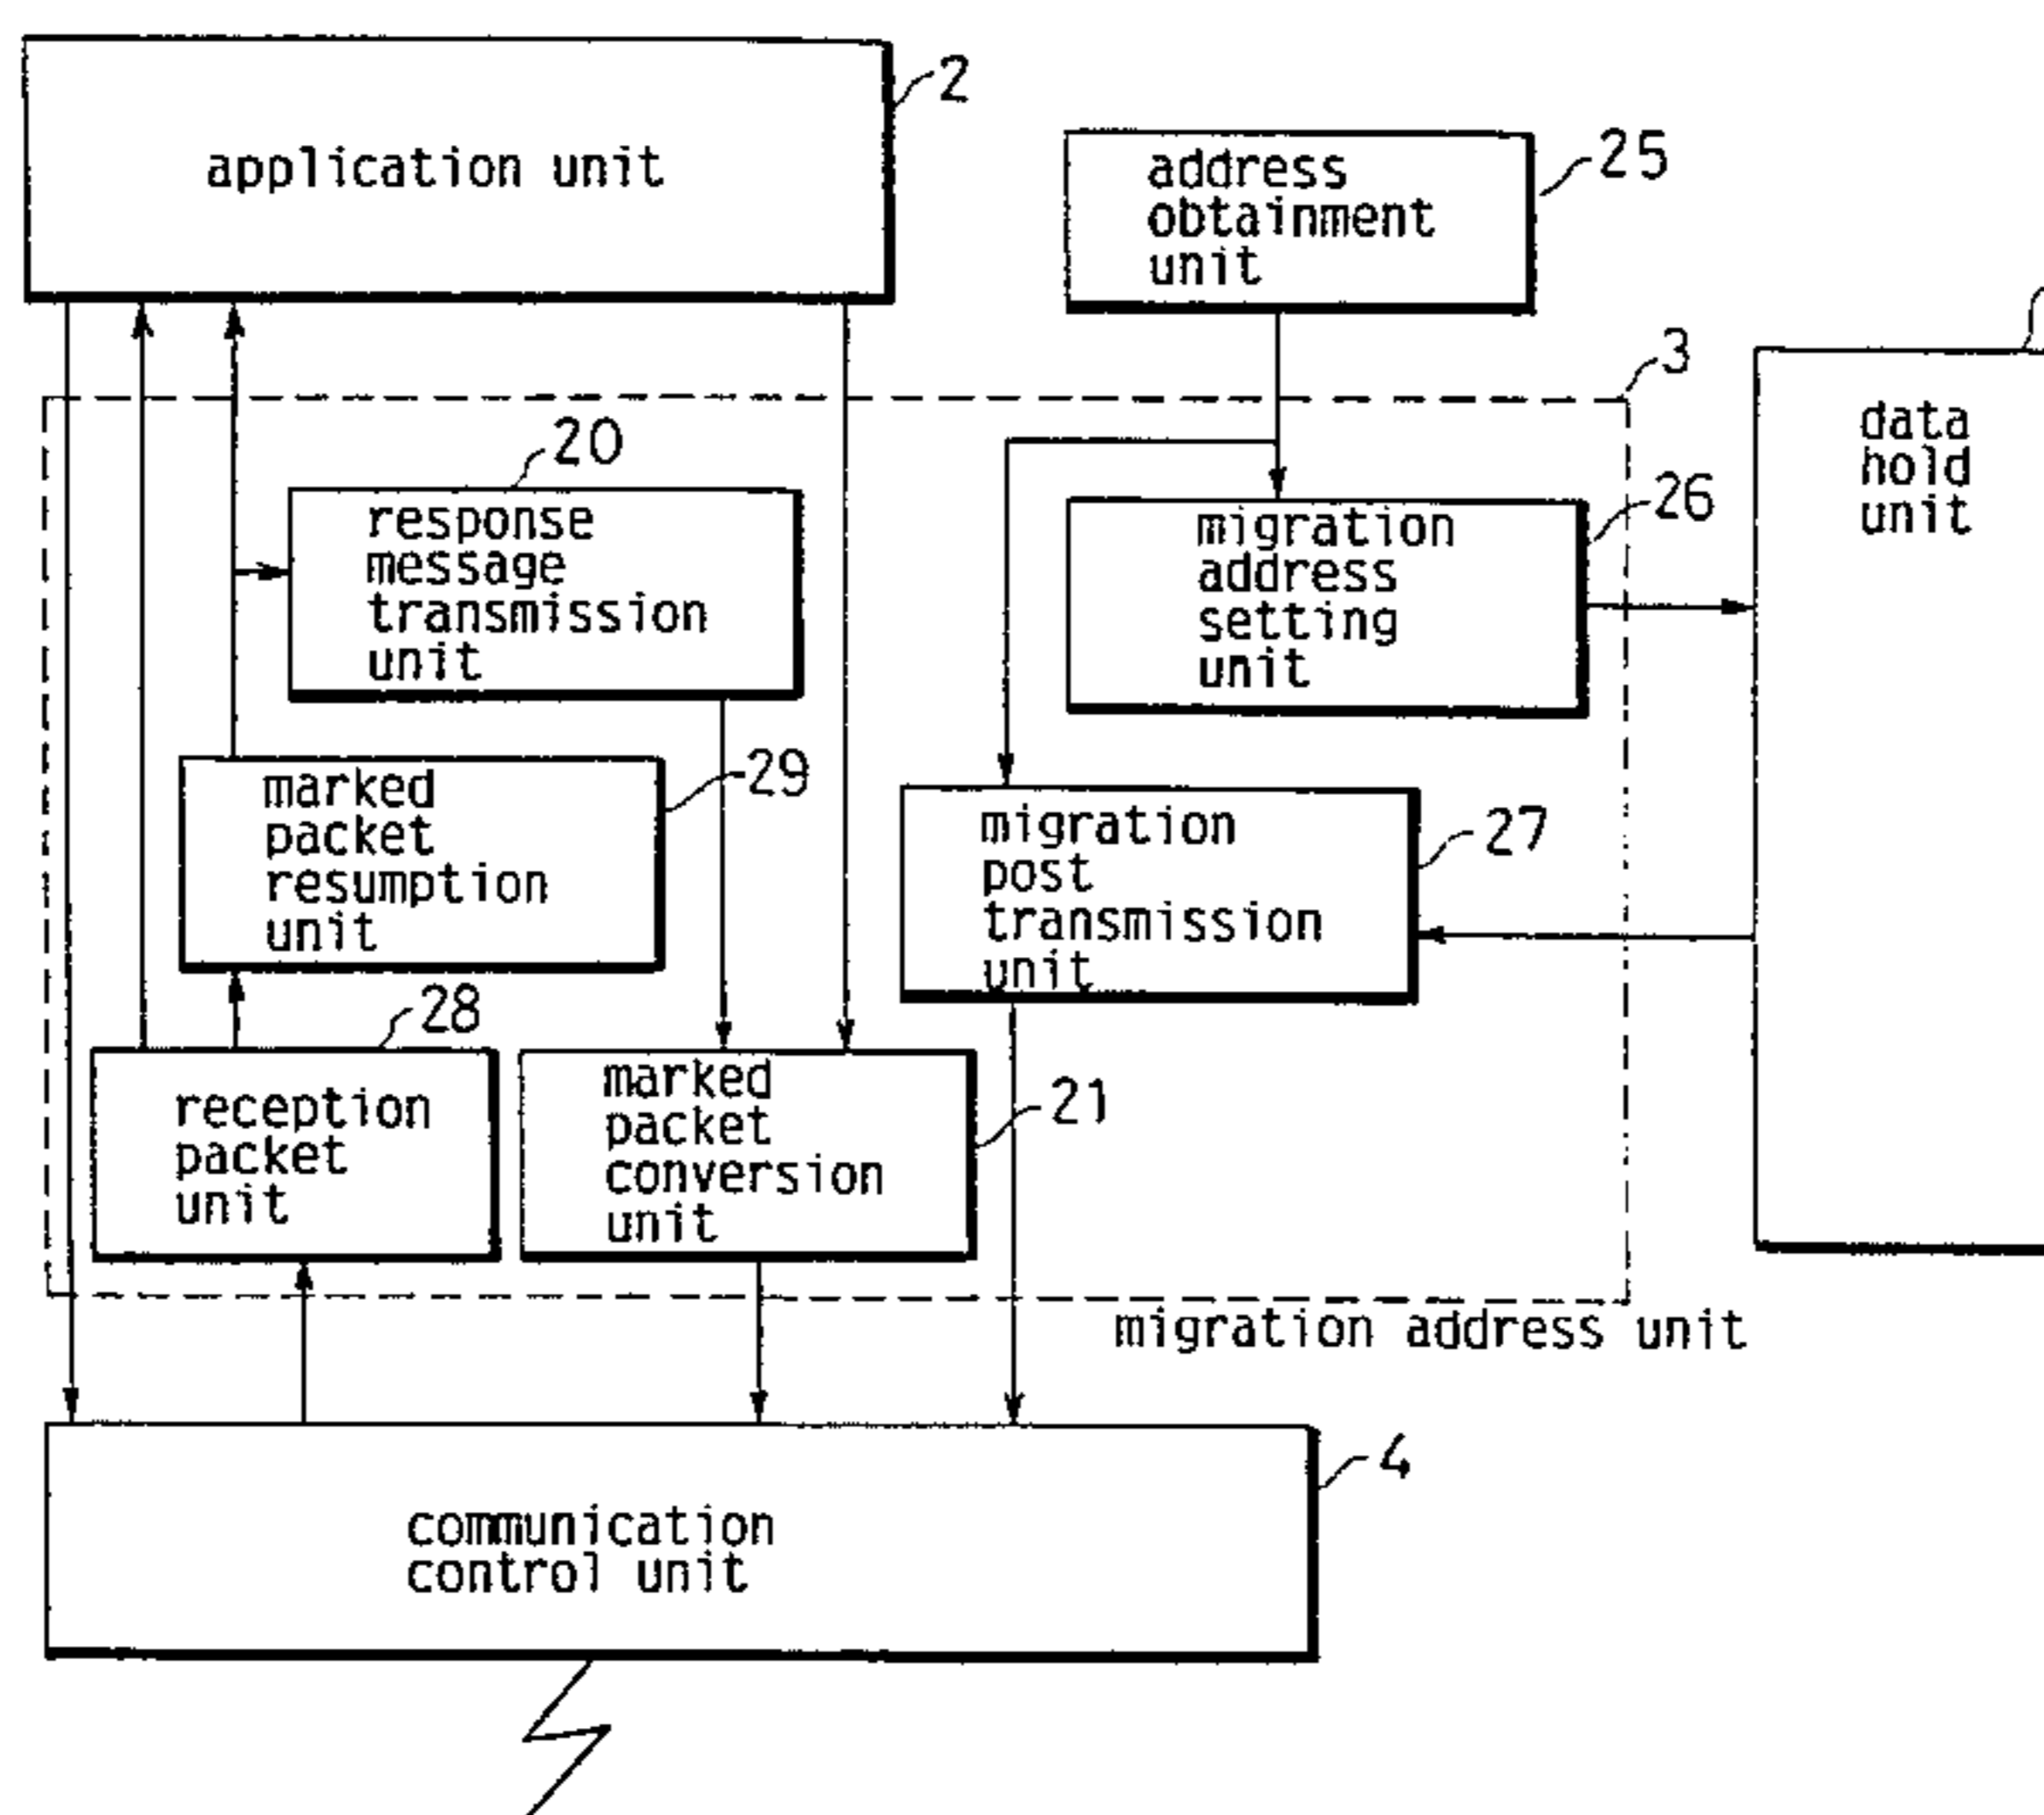 2
application unit
address
obtainment
unit
25
3
data
hold
unit
20
response
message
transmission
unit
migration
address
setting
unit
26
marked
packet
resumption
unit
29
migration
post
transmission
unit
27
28
reception
packet
unit
marked
packet
conversion
unit
21
migration address unit
communication
control unit
4